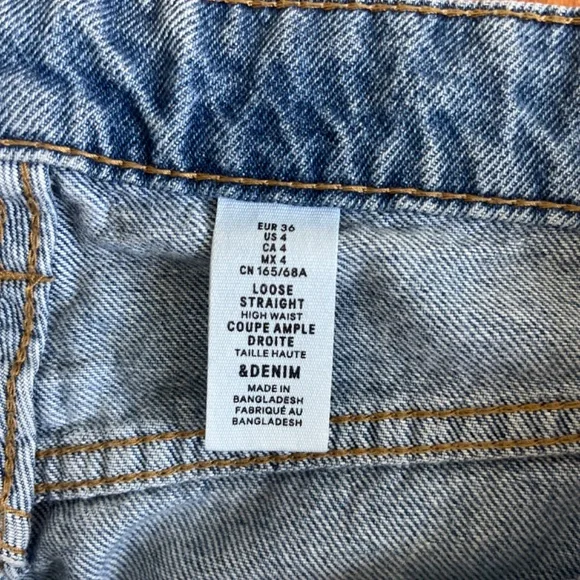 EUR 36
US 4
CA 4
MX 4
CN 165/68A
LOOSE
STRAIGHT
HIGH WAIST
COUPE AMPLE
DROITE
TAILLE HAUTE
&DENIM
MADE IN
BANGLADESH
FABRIQUÉ AU
BANGLADESH